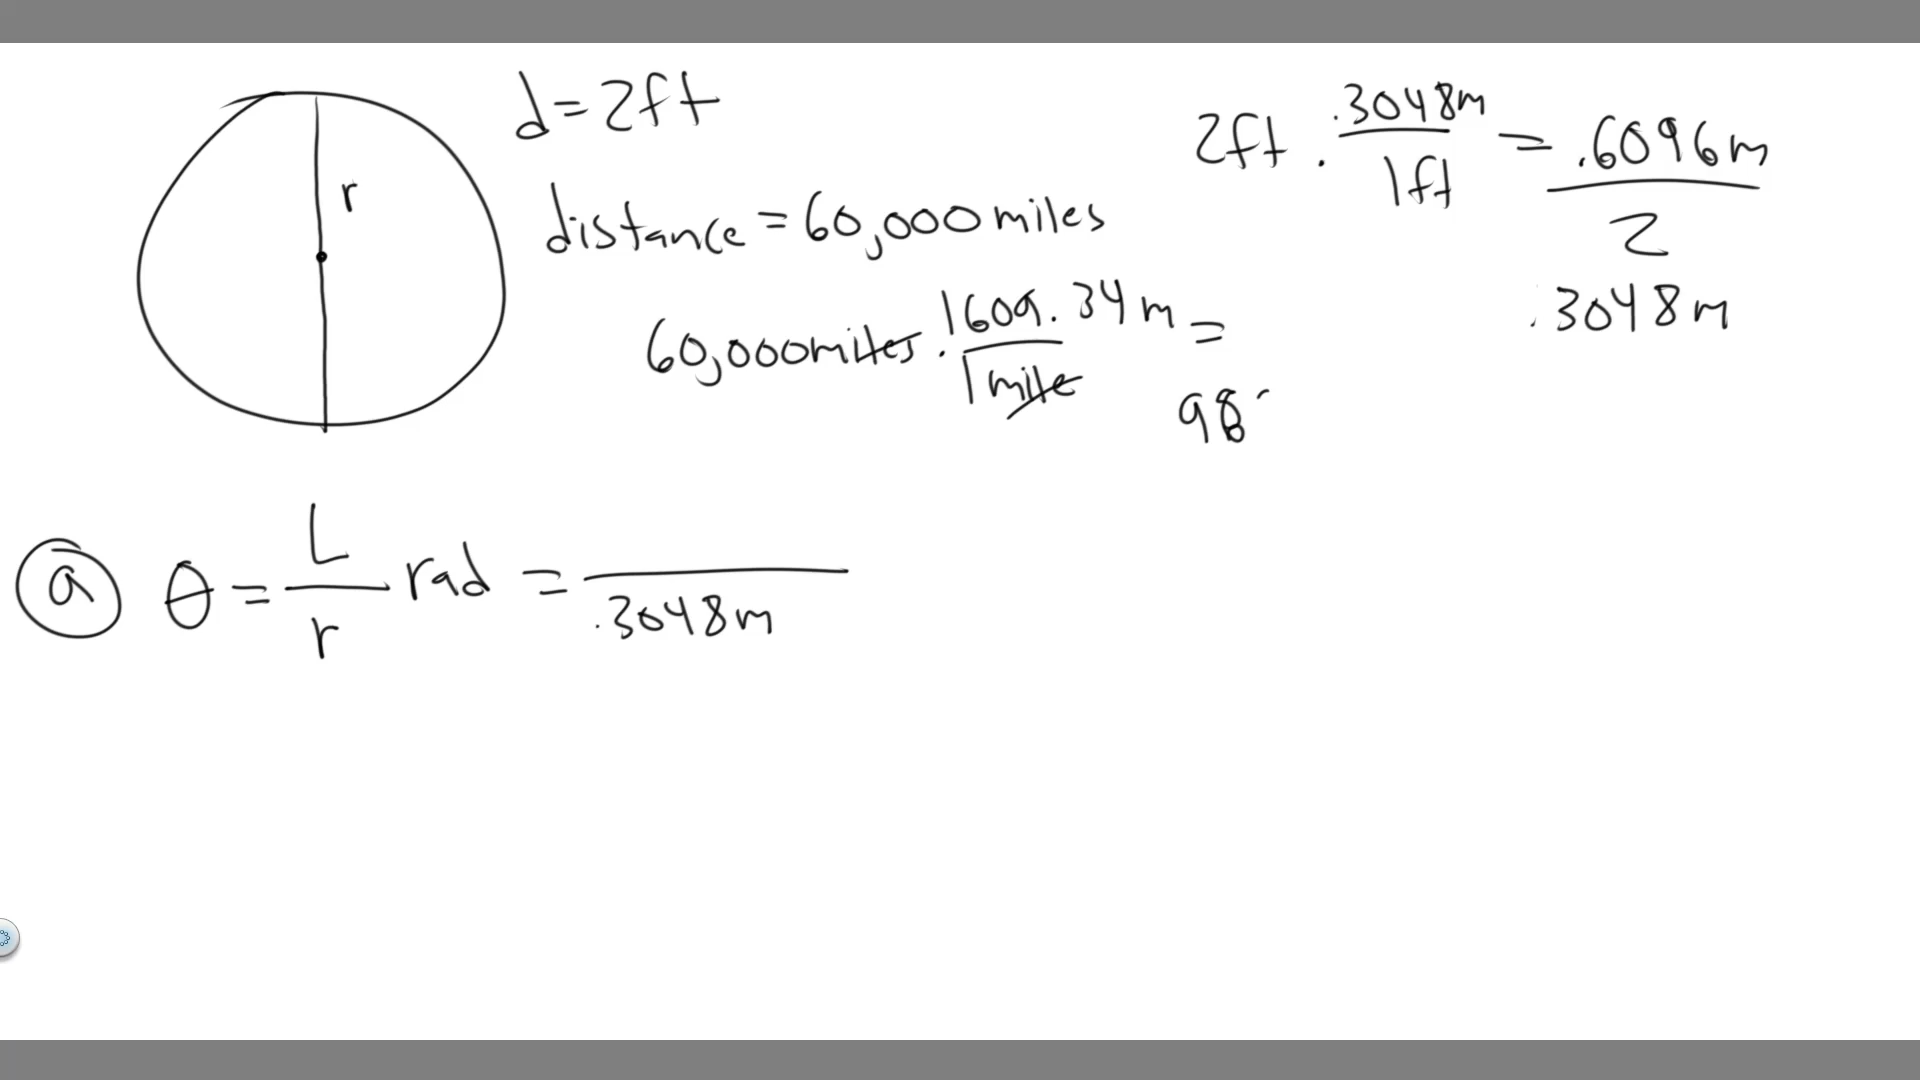 d=2ft
r
distance = 60,000 miles
60,000 miles . 1609.34 m / 1 mile =
98
2ft . .3048m / 1ft = .6096m / 2
.3048m
a θ = L / r rad = / .3048m